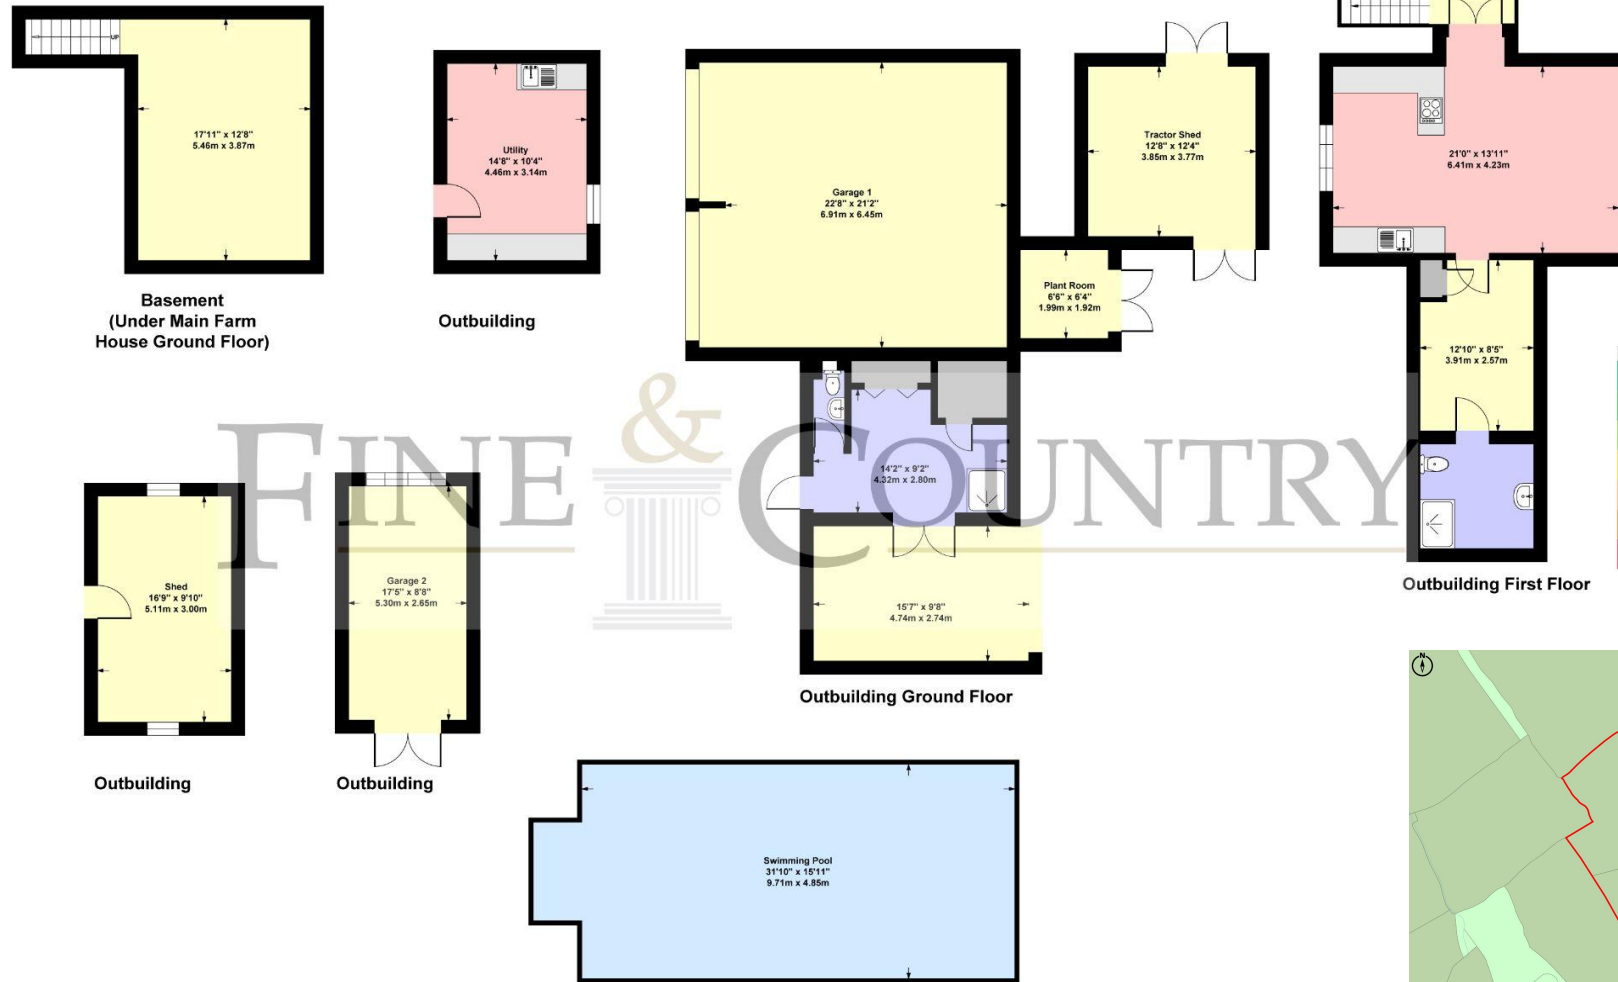 UP
17'11" x 12'8"
5.46m x 3.87m
Basement
(Under Main Farm
House Ground Floor)
Utility
14'8" x 10'4"
4.46m x 3.14m
Outbuilding
Garage 1
22'8" x 21'2"
6.91m x 6.45m
Tractor Shed
12'8" x 12'4"
3.85m x 3.77m
Plant Room
6'6" x 6'4"
1.99m x 1.92m
21'0" x 13'11"
6.41m x 4.23m
12'10" x 8'5"
3.91m x 2.57m
Outbuilding First Floor
FINE & COUNTRY
14'2" x 9'2"
4.32m x 2.80m
15'7" x 9'8"
4.74m x 2.74m
Outbuilding Ground Floor
Shed
16'9" x 9'10"
5.11m x 3.00m
Outbuilding
Garage 2
17'5" x 8'8"
5.30m x 2.65m
Outbuilding
Swimming Pool
31'10" x 15'11"
9.71m x 4.85m
N